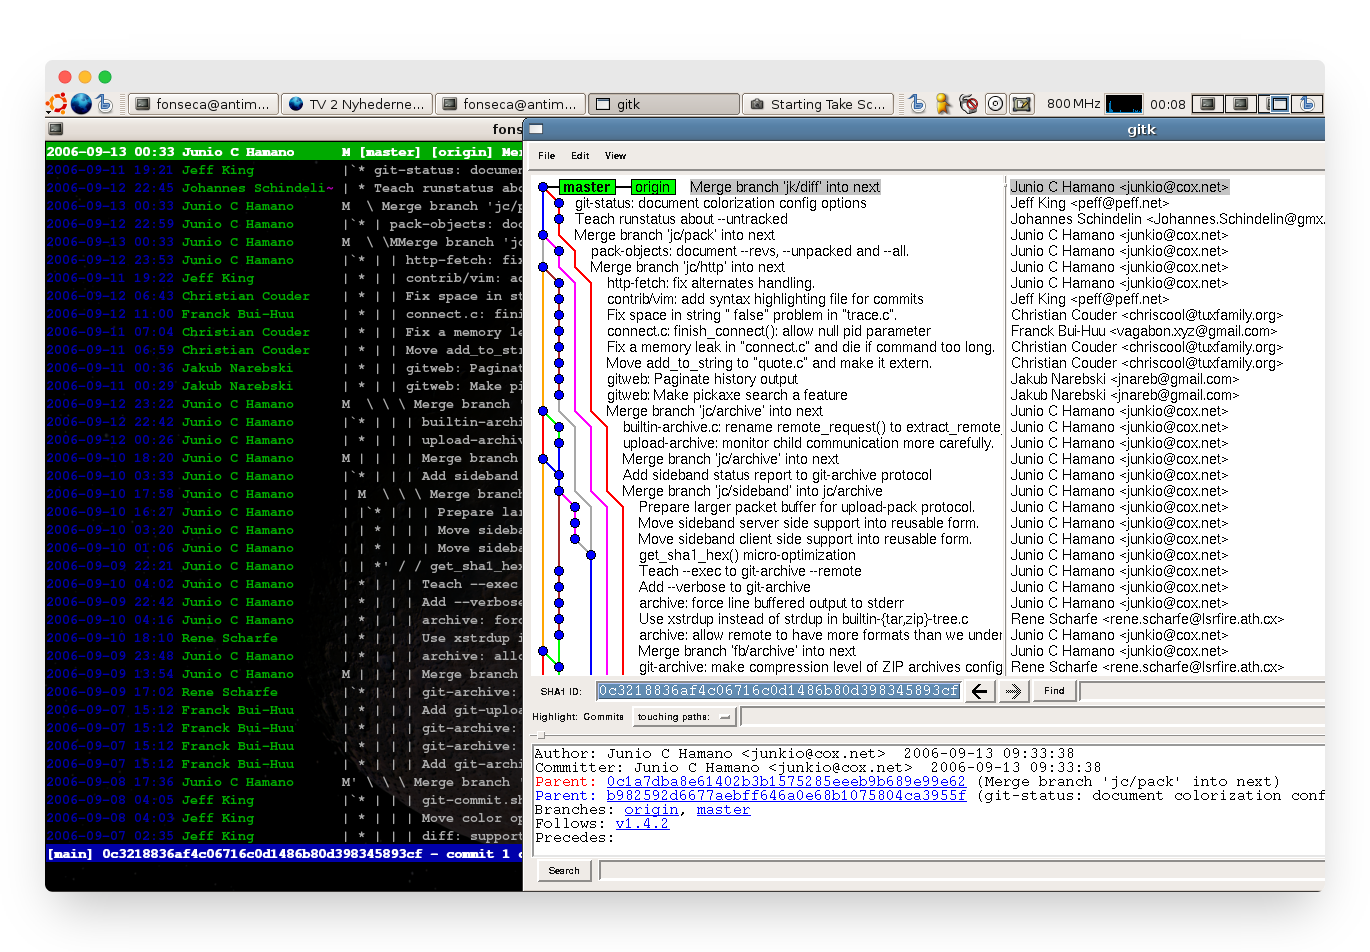 fonseca@antim...
TV 2 Nyhederne...
fonseca@antim...
gitk
Starting Take Sc...
800 MHz
00:08
fons
2006-09-13 00:33 Junio C Hamano M [master] [origin] Mer
2006-09-11 19:21 Jeff King |`* git-status: documen
2006-09-12 22:45 Johannes Schindeli~ | * Teach runstatus abo
2006-09-13 00:33 Junio C Hamano M \ Merge branch 'jc/p
2006-09-12 22:59 Junio C Hamano |`* | pack-objects: doc
2006-09-13 00:33 Junio C Hamano M \ \MMerge branch 'jc
2006-09-12 23:53 Junio C Hamano |`* | | http-fetch: fix
2006-09-11 19:22 Jeff King | * | | contrib/vim: ad
2006-09-12 06:43 Christian Couder | * | | Fix space in st
2006-09-12 11:00 Franck Bui-Huu | * | | connect.c: fini
2006-09-11 07:04 Christian Couder | * | | Fix a memory le
2006-09-11 06:59 Christian Couder | * | | Move add_to_str
2006-09-11 00:36 Jakub Narebski | * | | gitweb: Paginat
2006-09-11 00:29 Jakub Narebski | * | | gitweb: Make pi
2006-09-12 23:22 Junio C Hamano M \ \ \ Merge branch '
2006-09-12 22:42 Junio C Hamano |`* | | | builtin-archi
2006-09-12 00:26 Junio C Hamano | * | | | upload-archiv
2006-09-10 18:20 Junio C Hamano M | | | | Merge branch
2006-09-10 03:33 Junio C Hamano |`* | | | Add sideband
2006-09-10 17:58 Junio C Hamano | M \ \ \ Merge branch
2006-09-10 16:27 Junio C Hamano | |`* | | | Prepare lar
2006-09-10 03:20 Junio C Hamano | | * | | | Move sideba
2006-09-10 01:06 Junio C Hamano | | * | | | Move sideba
2006-09-09 22:21 Junio C Hamano | | *' / / get_sha1_hex
2006-09-10 04:02 Junio C Hamano | * | | | Teach --exec
2006-09-09 22:42 Junio C Hamano | * | | | Add --verbose
2006-09-10 04:16 Junio C Hamano | * | | | archive: forc
2006-09-10 18:10 Rene Scharfe | * | | | Use xstrdup i
2006-09-09 23:48 Junio C Hamano | * | | | archive: allo
2006-09-10 13:54 Junio C Hamano M | | | | Merge branch
2006-09-09 17:02 Rene Scharfe |`* | | | git-archive:
2006-09-07 15:12 Franck Bui-Huu | * | | | Add git-uploa
2006-09-07 15:12 Franck Bui-Huu | * | | | git-archive:
2006-09-07 15:12 Franck Bui-Huu | * | | | git-archive:
2006-09-07 15:12 Franck Bui-Huu | * | | | Add git-archi
2006-09-08 17:36 Junio C Hamano M' \ \ \ Merge branch '
2006-09-08 04:05 Jeff King |`* | | | git-commit.sh
2006-09-08 04:03 Jeff King | * | | | Move color op
2006-09-07 02:35 Jeff King | * | | | diff: support
[main] 0c3218836af4c06716c0d1486b80d398345893cf - commit 1 o
gitk
File Edit View
master origin Merge branch 'jk/diff' into next Junio C Hamano <junkio@cox.net>
git-status: document colorization config options Jeff King <peff@peff.net>
Teach runstatus about --untracked Johannes Schindelin <Johannes.Schindelin@gmx.
Merge branch 'jc/pack' into next Junio C Hamano <junkio@cox.net>
pack-objects: document --revs, --unpacked and --all. Junio C Hamano <junkio@cox.net>
Merge branch 'jc/http' into next Junio C Hamano <junkio@cox.net>
http-fetch: fix alternates handling. Junio C Hamano <junkio@cox.net>
contrib/vim: add syntax highlighting file for commits Jeff King <peff@peff.net>
Fix space in string " false" problem in "trace.c". Christian Couder <chriscool@tuxfamily.org>
connect.c: finish_connect(): allow null pid parameter Franck Bui-Huu <vagabon.xyz@gmail.com>
Fix a memory leak in "connect.c" and die if command too long. Christian Couder <chriscool@tuxfamily.org>
Move add_to_string to "quote.c" and make it extern. Christian Couder <chriscool@tuxfamily.org>
gitweb: Paginate history output Jakub Narebski <jnareb@gmail.com>
gitweb: Make pickaxe search a feature Jakub Narebski <jnareb@gmail.com>
Merge branch 'jc/archive' into next Junio C Hamano <junkio@cox.net>
builtin-archive.c: rename remote_request() to extract_remote_ Junio C Hamano <junkio@cox.net>
upload-archive: monitor child communication more carefully. Junio C Hamano <junkio@cox.net>
Merge branch 'jc/archive' into next Junio C Hamano <junkio@cox.net>
Add sideband status report to git-archive protocol Junio C Hamano <junkio@cox.net>
Merge branch 'jc/sideband' into jc/archive Junio C Hamano <junkio@cox.net>
Prepare larger packet buffer for upload-pack protocol. Junio C Hamano <junkio@cox.net>
Move sideband server side support into reusable form. Junio C Hamano <junkio@cox.net>
Move sideband client side support into reusable form. Junio C Hamano <junkio@cox.net>
get_sha1_hex() micro-optimization Junio C Hamano <junkio@cox.net>
Teach --exec to git-archive --remote Junio C Hamano <junkio@cox.net>
Add --verbose to git-archive Junio C Hamano <junkio@cox.net>
archive: force line buffered output to stderr Junio C Hamano <junkio@cox.net>
Use xstrdup instead of strdup in builtin-{tar,zip}-tree.c Rene Scharfe <rene.scharfe@lsrfire.ath.cx>
archive: allow remote to have more formats than we under Junio C Hamano <junkio@cox.net>
Merge branch 'fb/archive' into next Junio C Hamano <junkio@cox.net>
git-archive: make compression level of ZIP archives config Rene Scharfe <rene.scharfe@lsrfire.ath.cx>
SHA1 ID: 0c3218836af4c06716c0d1486b80d398345893cf Find
Highlight: Commits touching paths:
Author: Junio C Hamano <junkio@cox.net> 2006-09-13 09:33:38
Committer: Junio C Hamano <junkio@cox.net> 2006-09-13 09:33:38
Parent: 0c1a7dba8e61402b3b1575285eeeb9b689e99e62 (Merge branch 'jc/pack' into next)
Parent: b982592d6677aebff646a0e68b1075804ca3955f (git-status: document colorization conf
Branches: origin, master
Follows: v1.4.2
Precedes:
Search